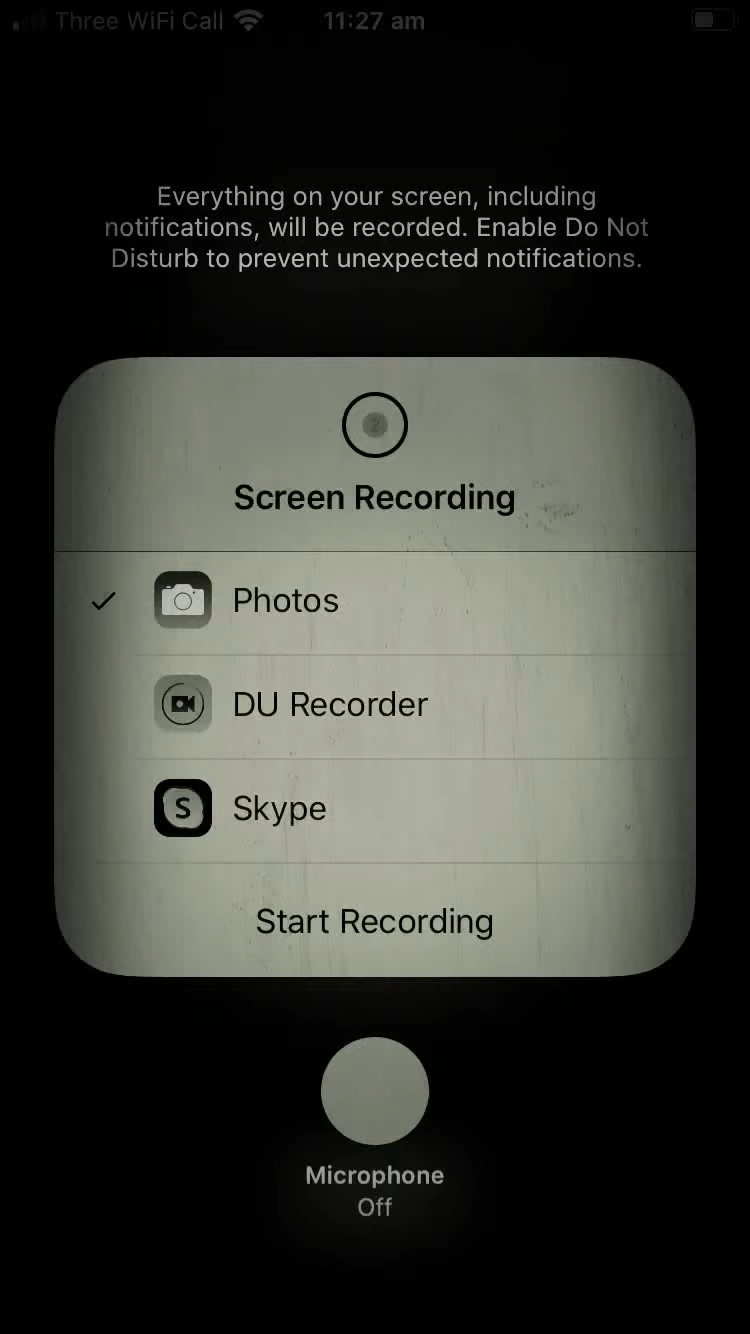 Three WiFi Call 11:27 am
Everything on your screen, including
notifications, will be recorded. Enable Do Not
Disturb to prevent unexpected notifications.
Screen Recording
Photos
DU Recorder
S Skype
Start Recording
Microphone
Off